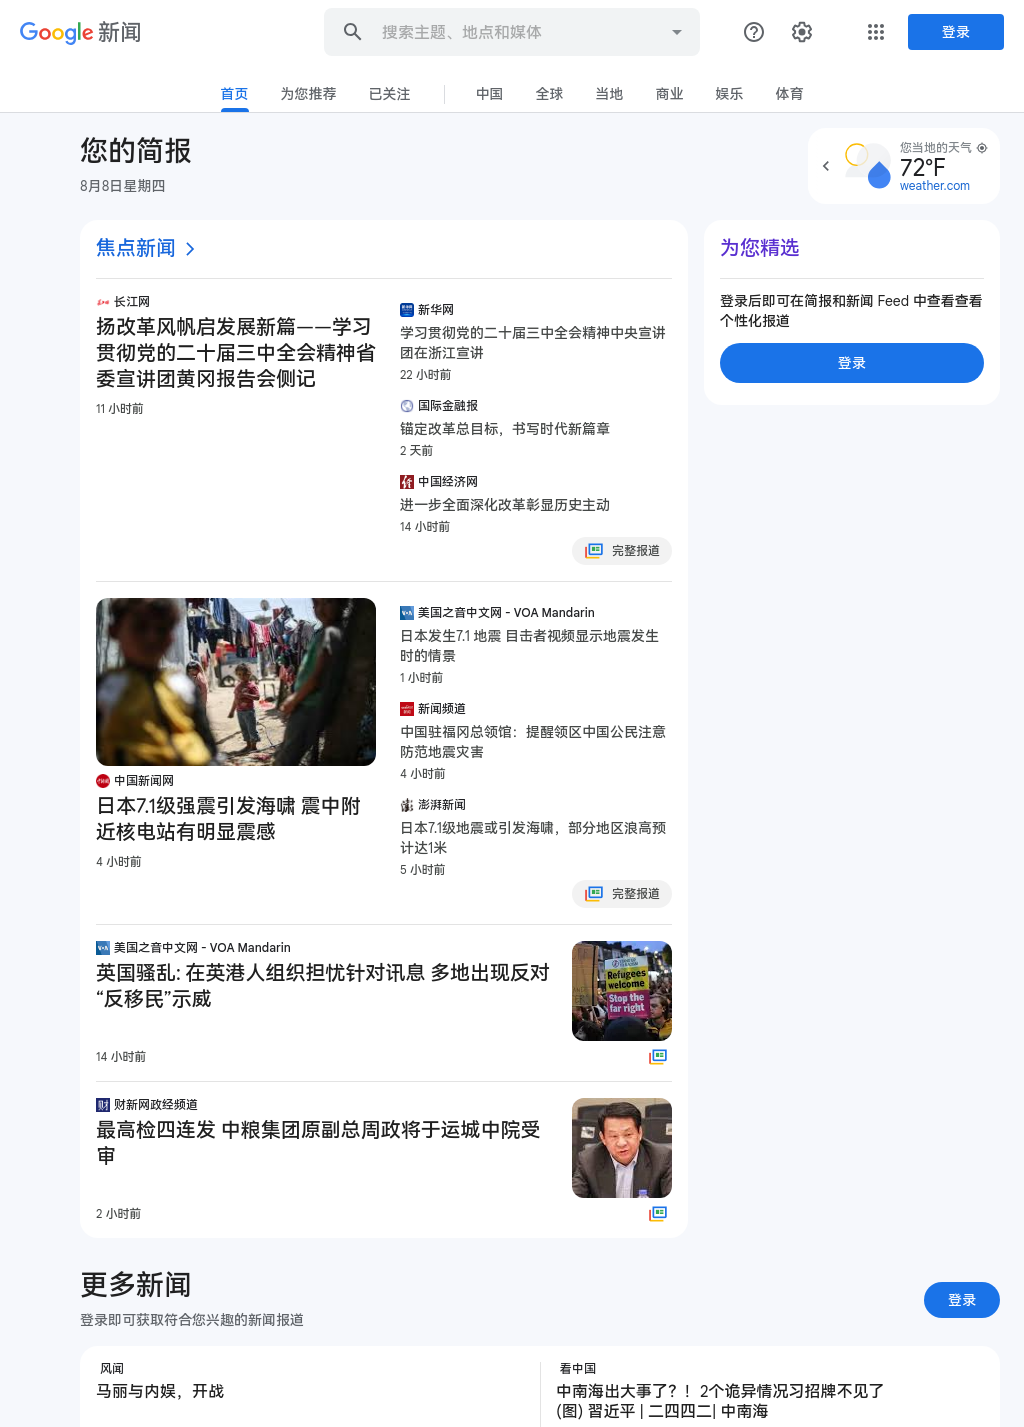 Google 新闻
搜索主题、地点和媒体
登录
首页
为您推荐
已关注
中国
全球
当地
商业
娱乐
体育
您的简报
8月8日星期四
您当地的天气
72°F
weather.com
焦点新闻
长江网
扬改革风帆启发展新篇——学习
贯彻党的二十届三中全会精神省
委宣讲团黄冈报告会侧记
11 小时前
新华网
学习贯彻党的二十届三中全会精神中央宣讲
团在浙江宣讲
22 小时前
国际金融报
锚定改革总目标，书写时代新篇章
2 天前
中国经济网
进一步全面深化改革彰显历史主动
14 小时前
完整报道
为您精选
登录后即可在简报和新闻 Feed 中查看查看
个性化报道
登录
中国新闻网
日本7.1级强震引发海啸 震中附
近核电站有明显震感
4 小时前
美国之音中文网 - VOA Mandarin
日本发生7.1 地震 目击者视频显示地震发生
时的情景
1 小时前
新闻频道
中国驻福冈总领馆：提醒领区中国公民注意
防范地震灾害
4 小时前
澎湃新闻
日本7.1级地震或引发海啸，部分地区浪高预
计达1米
5 小时前
完整报道
美国之音中文网 - VOA Mandarin
英国骚乱: 在英港人组织担忧针对讯息 多地出现反对
“反移民”示威
14 小时前
Refugees
welcome
Stop the
far right
财新网政经频道
最高检四连发 中粮集团原副总周政将于运城中院受
审
2 小时前
更多新闻
登录即可获取符合您兴趣的新闻报道
登录
风闻
马丽与内娱，开战
看中国
中南海出大事了？！2个诡异情况习招牌不见了
(图) 習近平 | 二四四二| 中南海